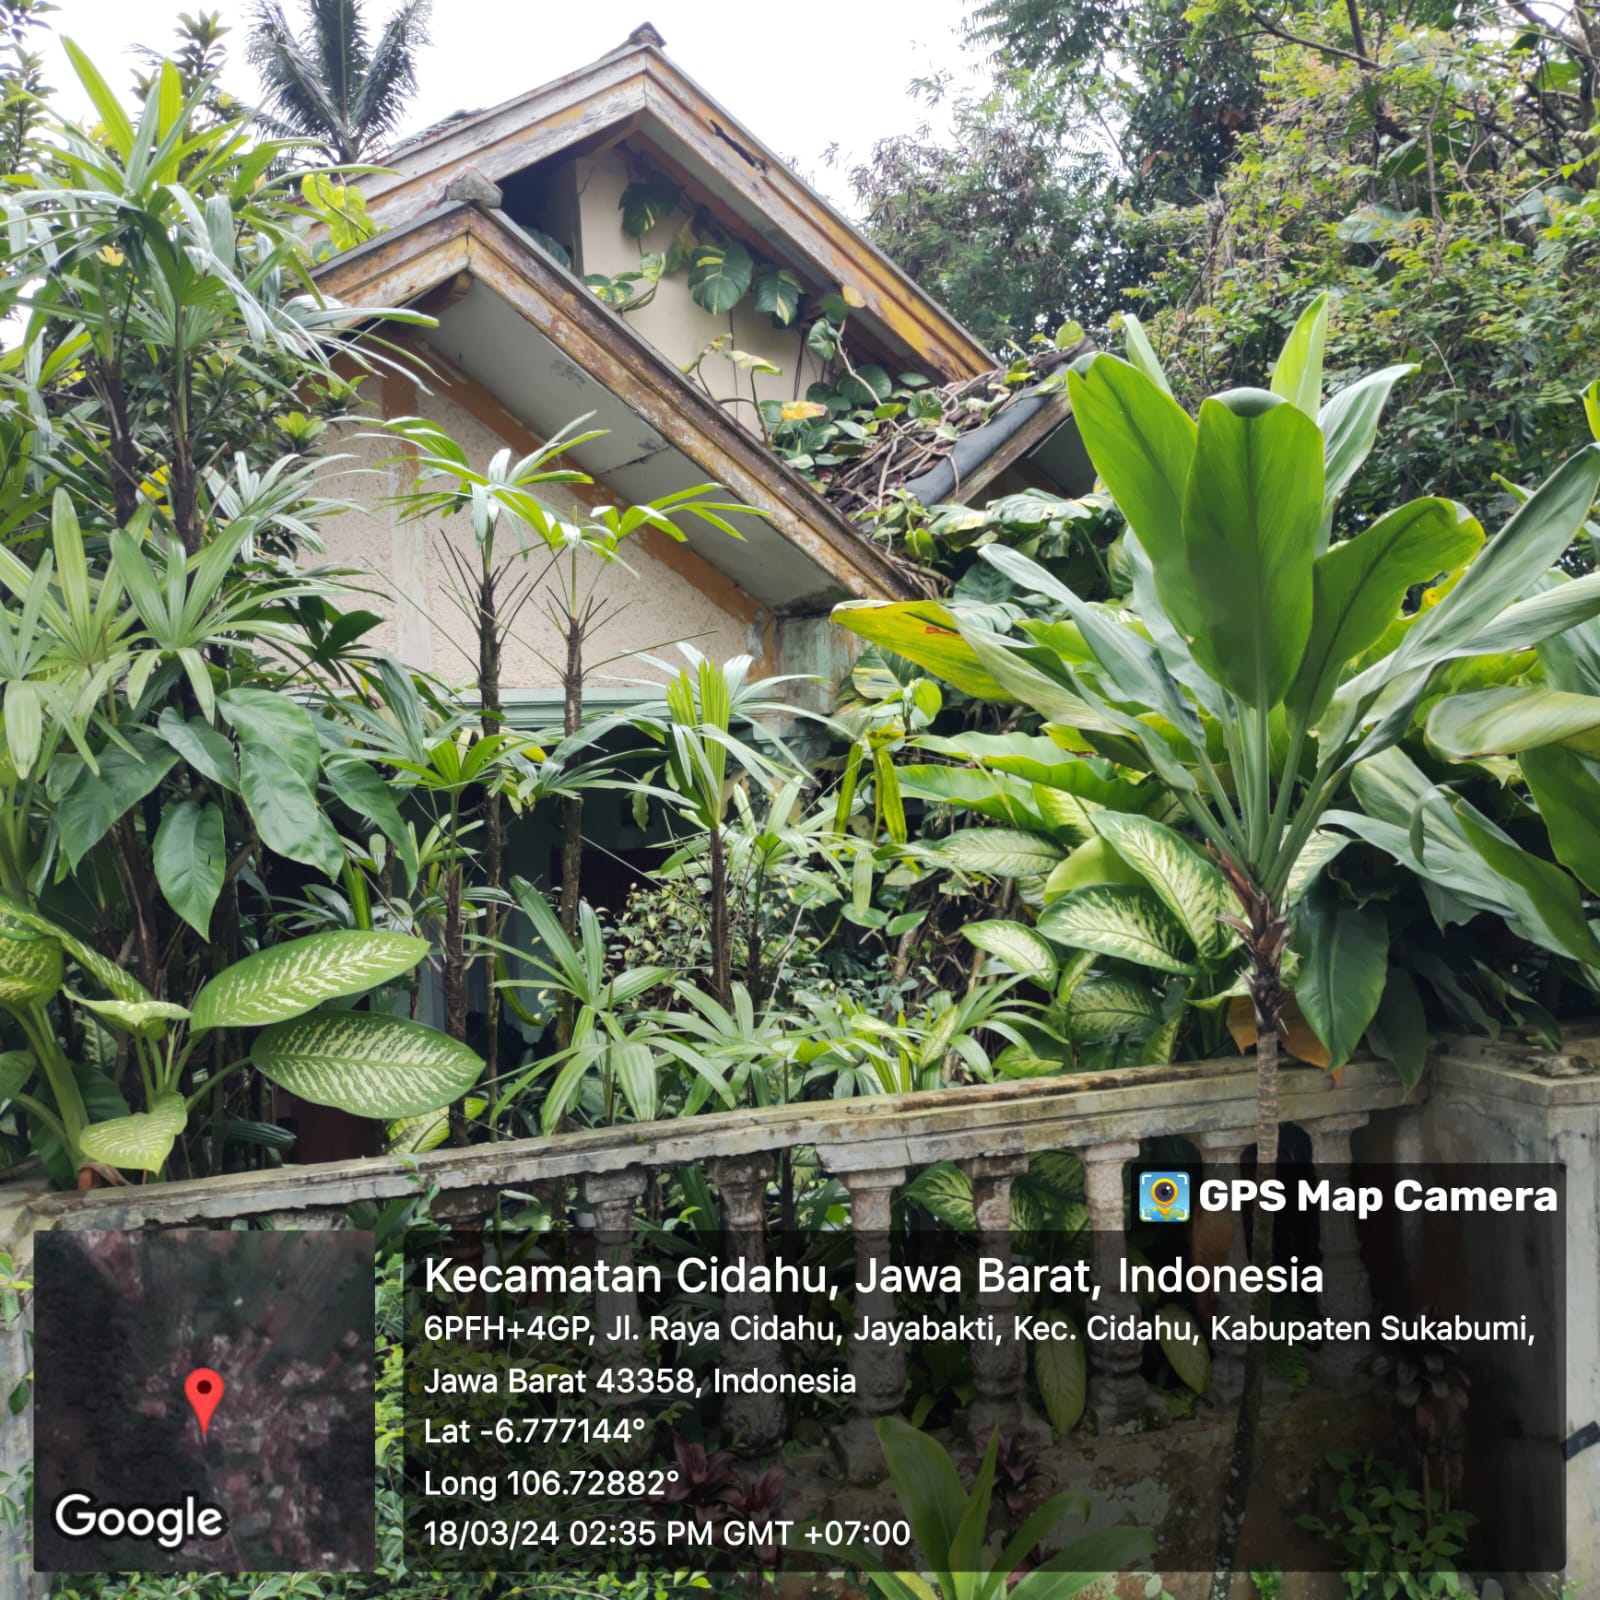 GPS Map Camera
Kecamatan Cidahu, Jawa Barat, Indonesia
6PFH+4GP, Jl. Raya Cidahu, Jayabakti, Kec. Cidahu, Kabupaten Sukabumi,
Jawa Barat 43358, Indonesia
Lat -6.777144°
Long 106.72882°
18/03/24 02:35 PM GMT +07:00
Google